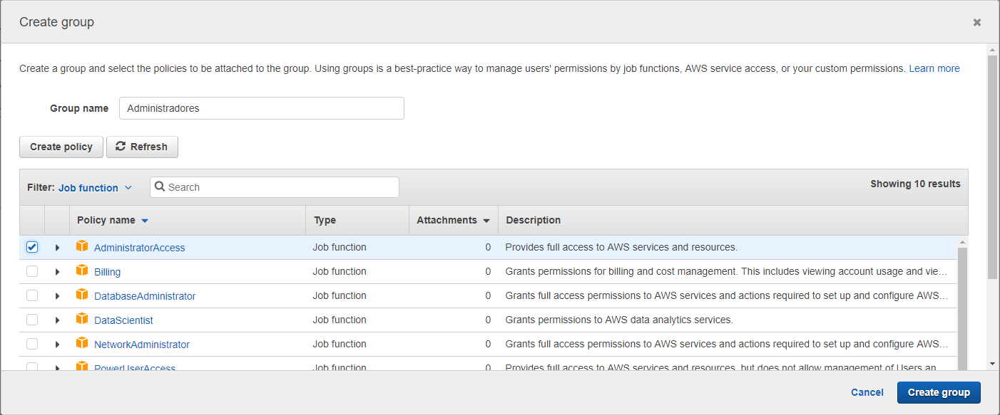 Create group
Create a group and select the policies to be attached to the group. Using groups is a best-practice way to manage users' permissions by job functions, AWS service access, or your custom permissions. Learn more
Group name Administradores
Create policy Refresh
Filter: Job function Search Showing 10 results
Policy name Type Attachments Description
AdministratorAccess Job function 0 Provides full access to AWS services and resources.
Billing Job function 0 Grants permissions for billing and cost management. This includes viewing account usage and vie...
DatabaseAdministrator Job function 0 Grants full access permissions to AWS services and actions required to set up and configure AWS...
DataScientist Job function 0 Grants permissions to AWS data analytics services.
NetworkAdministrator Job function 0 Grants full access permissions to AWS services and actions required to set up and configure AWS...
PowerUserAccess Job function 0 Provides full access to AWS services and resources, but does not allow management of Users an...
Cancel Create group